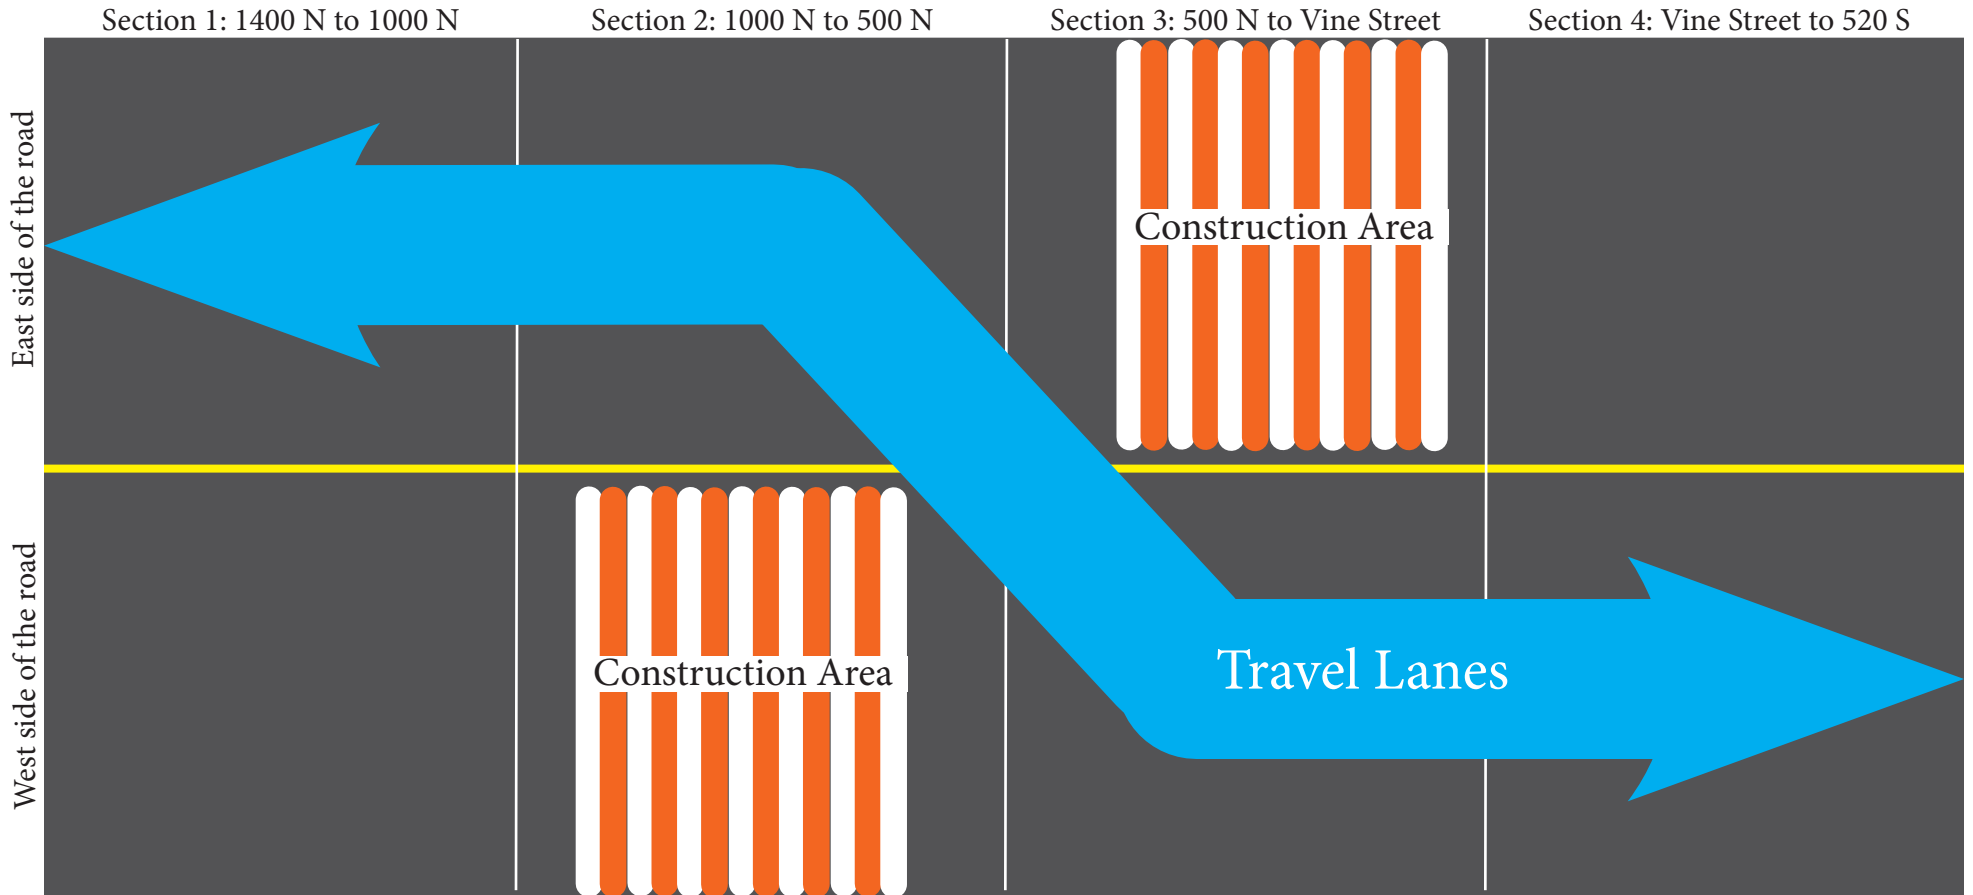 Section 1: 1400 N to 1000 N
Section 2: 1000 N to 500 N
Section 3: 500 N to Vine Street
Section 4: Vine Street to 520 S
East side of the road
Construction Area
West side of the road
Construction Area
Travel Lanes